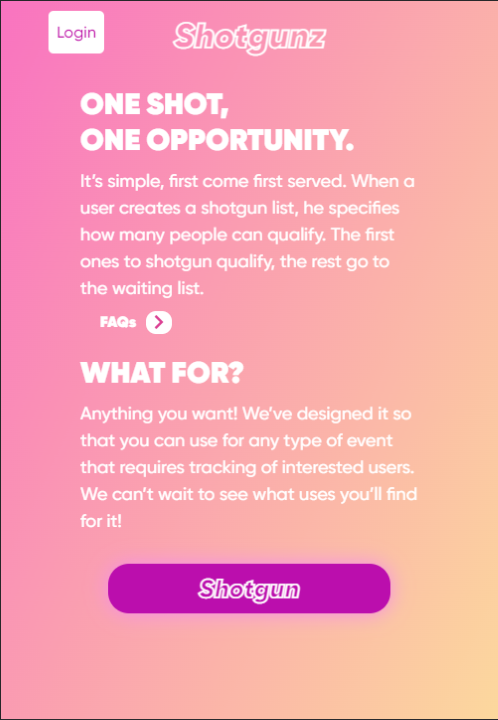 Login
Shotgunz
ONE SHOT,
ONE OPPORTUNITY.
It’s simple, first come first served. When a
user creates a shotgun list, he specifies
how many people can qualify. The first
ones to shotgun qualify, the rest go to
the waiting list.
FAQs
WHAT FOR?
Anything you want! We’ve designed it so
that you can use for any type of event
that requires tracking of interested users.
We can’t wait to see what uses you’ll find
for it!
Shotgun